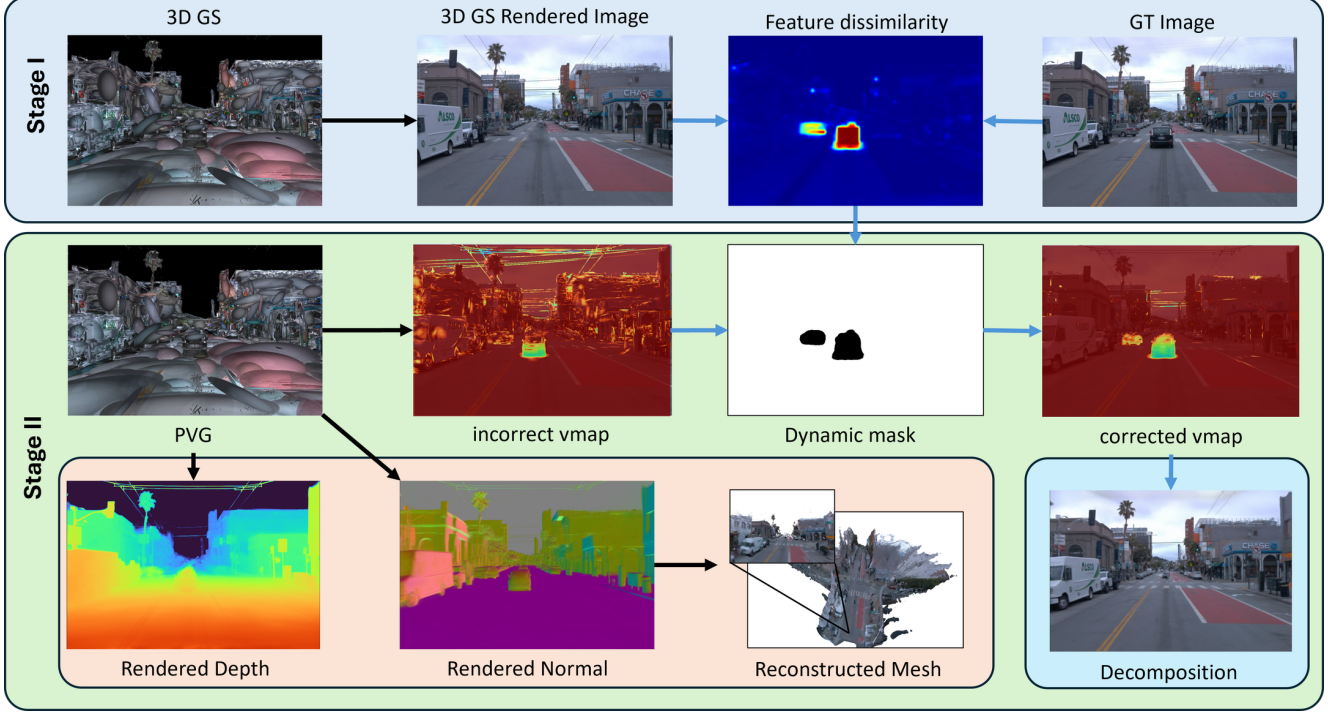 Stage I
3D GS
3D GS Rendered Image
Feature dissimilarity
GT Image
ALSCO
CHASE
ALSCO
CHASE
Stage II
PVG
incorrect vmap
Dynamic mask
corrected vmap
CHASE
Rendered Depth
Rendered Normal
Reconstructed Mesh
Decomposition